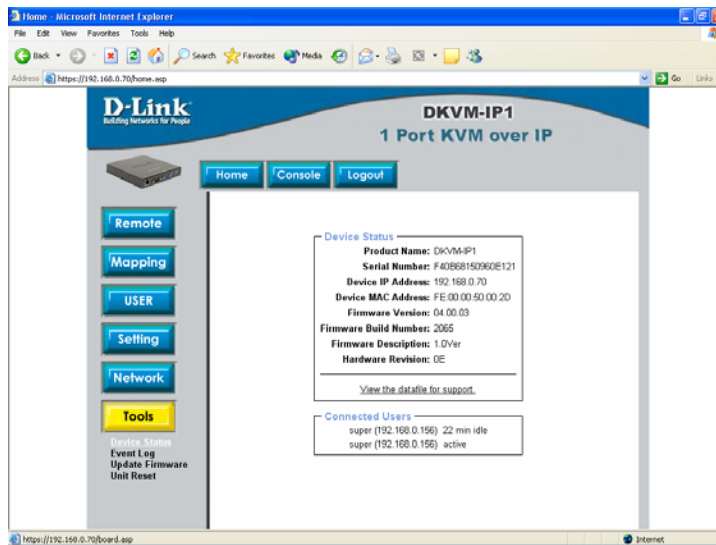 Home - Microsoft Internet Explorer
File Edit View Favorites Tools Help
Back Search Favorites Media
Address https://192.168.0.70/home.asp Go Links
D-Link
Building Networks for People
DKVM-IP1
1 Port KVM over IP
Home Console Logout
Remote
Mapping
USER
Setting
Network
Tools
Device Status
Event Log
Update Firmware
Unit Reset
Device Status
Product Name: DKVM-IP1
Serial Number: F40B68150960E121
Device IP Address: 192.168.0.70
Device MAC Address: FE:00:00:50:00:2D
Firmware Version: 04.00.03
Firmware Build Number: 2065
Firmware Description: 1.0Ver
Hardware Revision: 0E
View the datafile for support.
Connected Users
super (192.168.0.156) 22 min idle
super (192.168.0.156) active
https://192.168.0.70/board.asp Internet